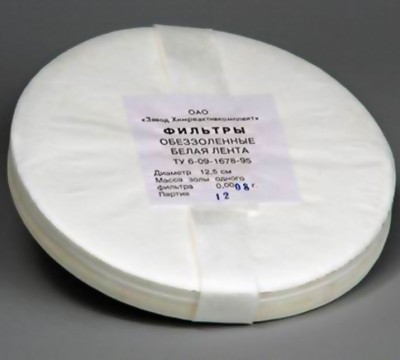 ОАО
«Завод Химреактивкомплект»
ФИЛЬТРЫ
ОБЕЗЗОЛЕННЫЕ
БЕЛАЯ ЛЕНТА
ТУ 6-09-1678-95
Диаметр 12,5 см
Масса золы одного
фильтра 0,0008 г.
Партия 12